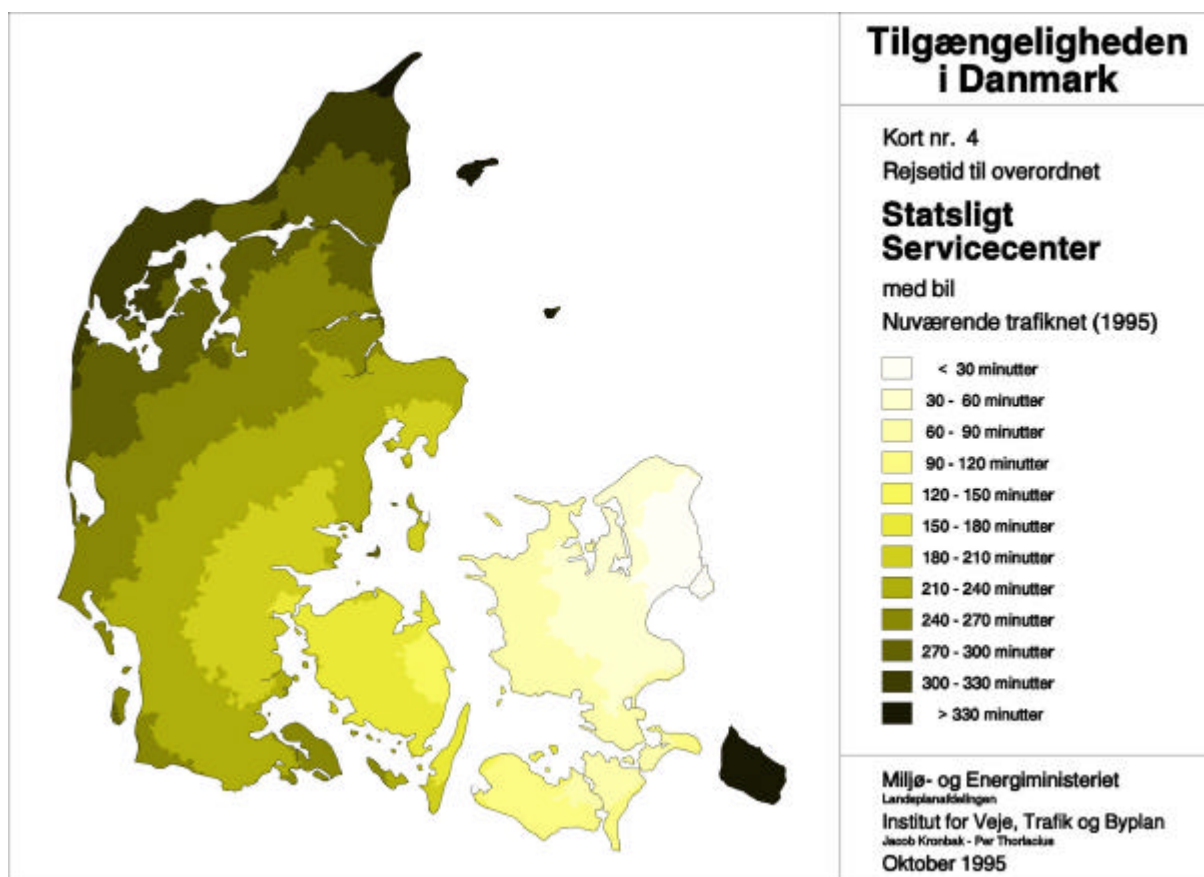 Tilgængeligheden
i Danmark
Kort nr. 4
Rejsetid til overordnet
Statsligt
Servicecenter
med bil
Nuværende trafiknet (1995)
< 30 minutter
30 - 60 minutter
60 - 90 minutter
90 - 120 minutter
120 - 150 minutter
150 - 180 minutter
180 - 210 minutter
210 - 240 minutter
240 - 270 minutter
270 - 300 minutter
300 - 330 minutter
> 330 minutter
Miljø- og Energiministeriet
Landsplanafdelingen
Institut for Veje, Trafik og Byplan
Jacob Kronbak - Per Thorlacius
Oktober 1995